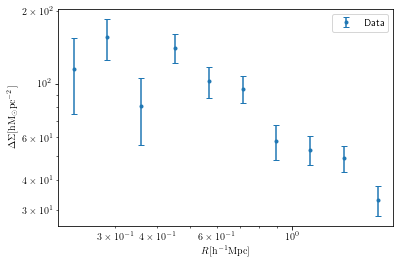 2 × 10²
Data
10²
6 × 10¹
4 × 10¹
3 × 10¹
ΔΣ[hM⊙pc⁻²]
3 × 10⁻¹ 4 × 10⁻¹ 6 × 10⁻¹ 10⁰
R[h⁻¹Mpc]